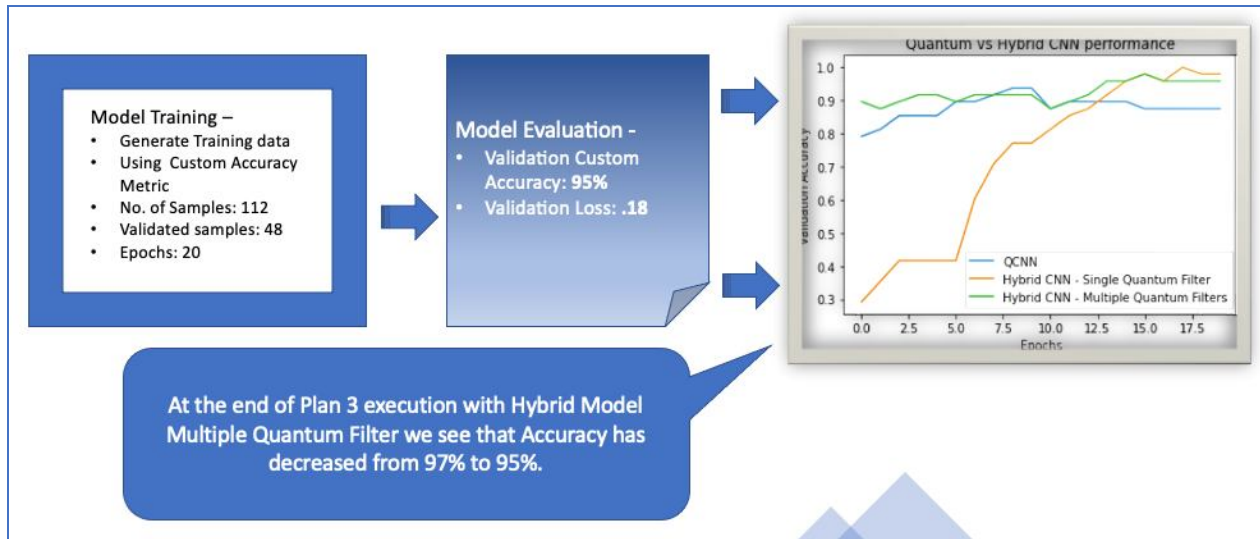 Model Training –
• Generate Training data
• Using Custom Accuracy
Metric
• No. of Samples: 112
• Validated samples: 48
• Epochs: 20
Model Evaluation -
• Validation Custom
Accuracy: 95%
• Validation Loss: .18
Quantum vs Hybrid CNN performance
1.0
0.9
0.8
0.7
0.6
0.5
0.4
0.3
Validation Accuracy
QCNN
Hybrid CNN - Single Quantum Filter
Hybrid CNN - Multiple Quantum Filters
0.0 2.5 5.0 7.5 10.0 12.5 15.0 17.5
Epochs
At the end of Plan 3 execution with Hybrid Model
Multiple Quantum Filter we see that Accuracy has
decreased from 97% to 95%.